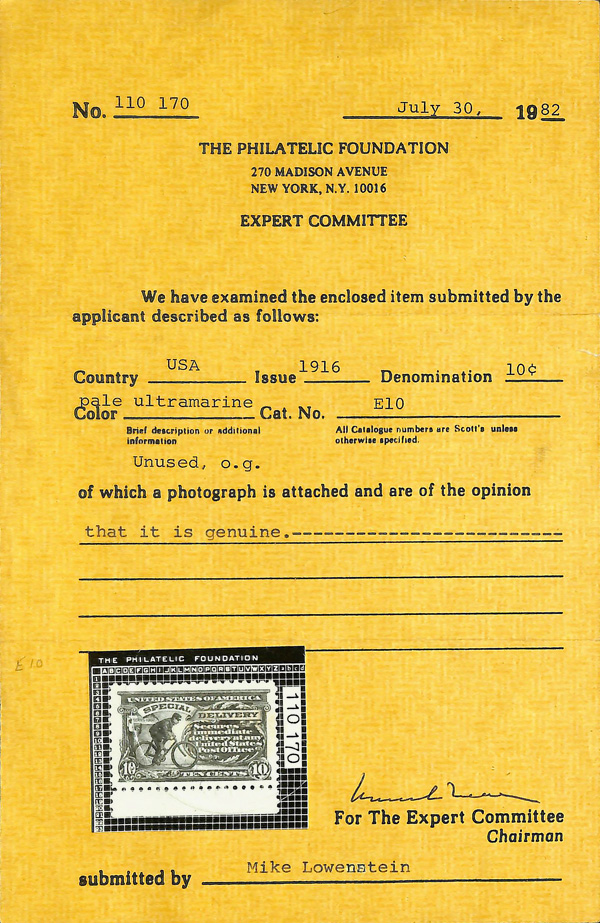 No. 110 170 July 30, 1982
THE PHILATELIC FOUNDATION
270 MADISON AVENUE
NEW YORK, N.Y. 10016
EXPERT COMMITTEE
We have examined the enclosed item submitted by the
applicant described as follows:
Country USA Issue 1916 Denomination 10¢
Color pale ultramarine Cat. No. E10
Brief description or additional information
All Catalogue numbers are Scott's unless otherwise specified.
Unused, o.g.
of which a photograph is attached and are of the opinion
that it is genuine.--------------------------
E10
THE PHILATELIC FOUNDATION
ABCDEFGHIJKLMNOPQRSTUVWXYZabcd
UNITED STATES OF AMERICA
SPECIAL DELIVERY
Secures
immediate
delivery at any
United States
Post Office
10 TEN CENTS 10
110 170
For The Expert Committee
Chairman
submitted by Mike Lowenstein